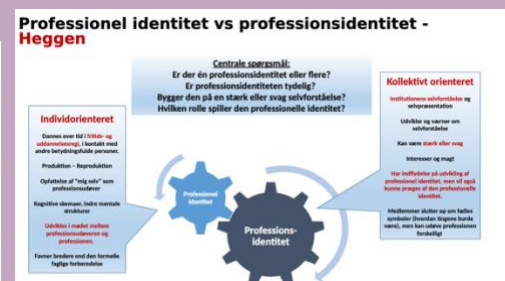 Professionel identitet vs professionsidentitet -
Heggen
Centrale spørgsmål:
Er der én professionsidentitet eller flere?
Er professionsidentiteten tydelig?
Bygger den på en stærk eller svag selvforståelse?
Hvilken rolle spiller den professionelle identitet?
Individorienteret
Dannes over tid i fritids- og
uddannelsesregi, i kontakt med
andre betydningsfulde personer.
Produktion – Reproduktion
Opfattelse af "mig selv" som
professionsudøver
Kognitive skemaer, indre mentale
strukturer
Udvikles i mødet mellem
professionsudøveren og
professionen.
Favner bredere end den formelle
faglige forberedelse
Professionel
identitet
Professions-
identitet
Kollektivt orienteret
Institutionens selvforståelse og
selvpræsentation
Udvikler og værner om
selvforståelse
Kan være stærk eller svag
Interesser og magt
Har indflydelse på udvikling af
professionel identitet, men vil også
kunne præges af den professionelle
identitet.
Medlemmer slutter op om fælles
symboler (hvordan tingene burde
være), men kan udøve professionen
forskelligt